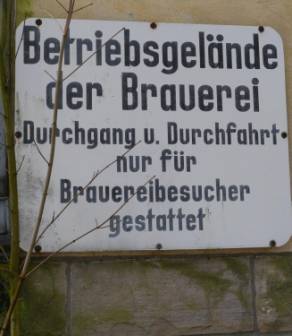 Betriebsgelände
der Brauerei
Durchgang u. Durchfahrt
nur für
Brauereibesucher
gestattet